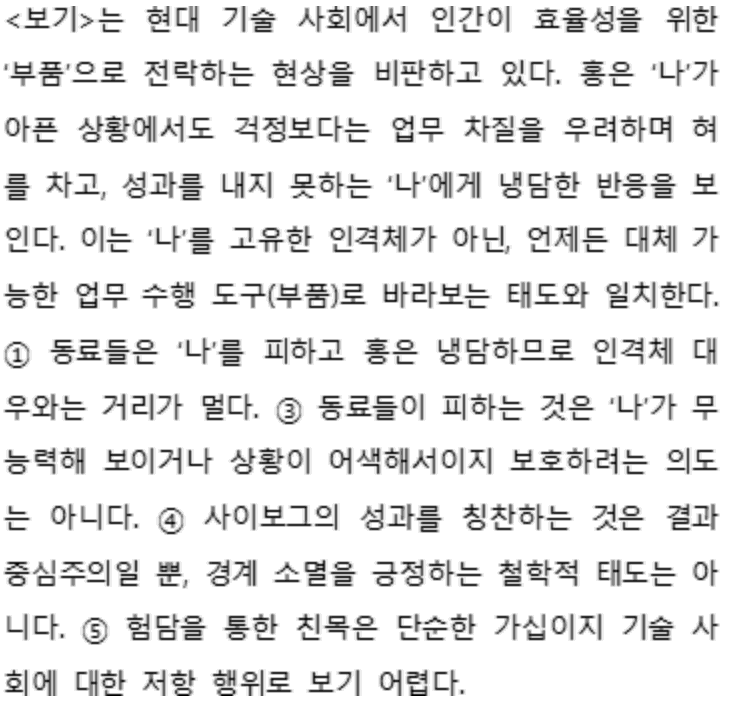 <보기>는 현대 기술 사회에서 인간이 효율성을 위한
‘부품’으로 전락하는 현상을 비판하고 있다. 홍은 ‘나’가
아픈 상황에서도 걱정보다는 업무 차질을 우려하며 혀
를 차고, 성과를 내지 못하는 ‘나’에게 냉담한 반응을 보
인다. 이는 ‘나’를 고유한 인격체가 아닌, 언제든 대체 가
능한 업무 수행 도구(부품)로 바라보는 태도와 일치한다.
① 동료들은 ‘나’를 피하고 홍은 냉담하므로 인격체 대
우와는 거리가 멀다. ③ 동료들이 피하는 것은 ‘나’가 무
능력해 보이거나 상황이 어색해서이지 보호하려는 의도
는 아니다. ④ 사이보그의 성과를 칭찬하는 것은 결과
중심주의일 뿐, 경계 소멸을 긍정하는 철학적 태도는 아
니다. ⑤ 험담을 통한 친목은 단순한 가십이지 기술 사
회에 대한 저항 행위로 보기 어렵다.